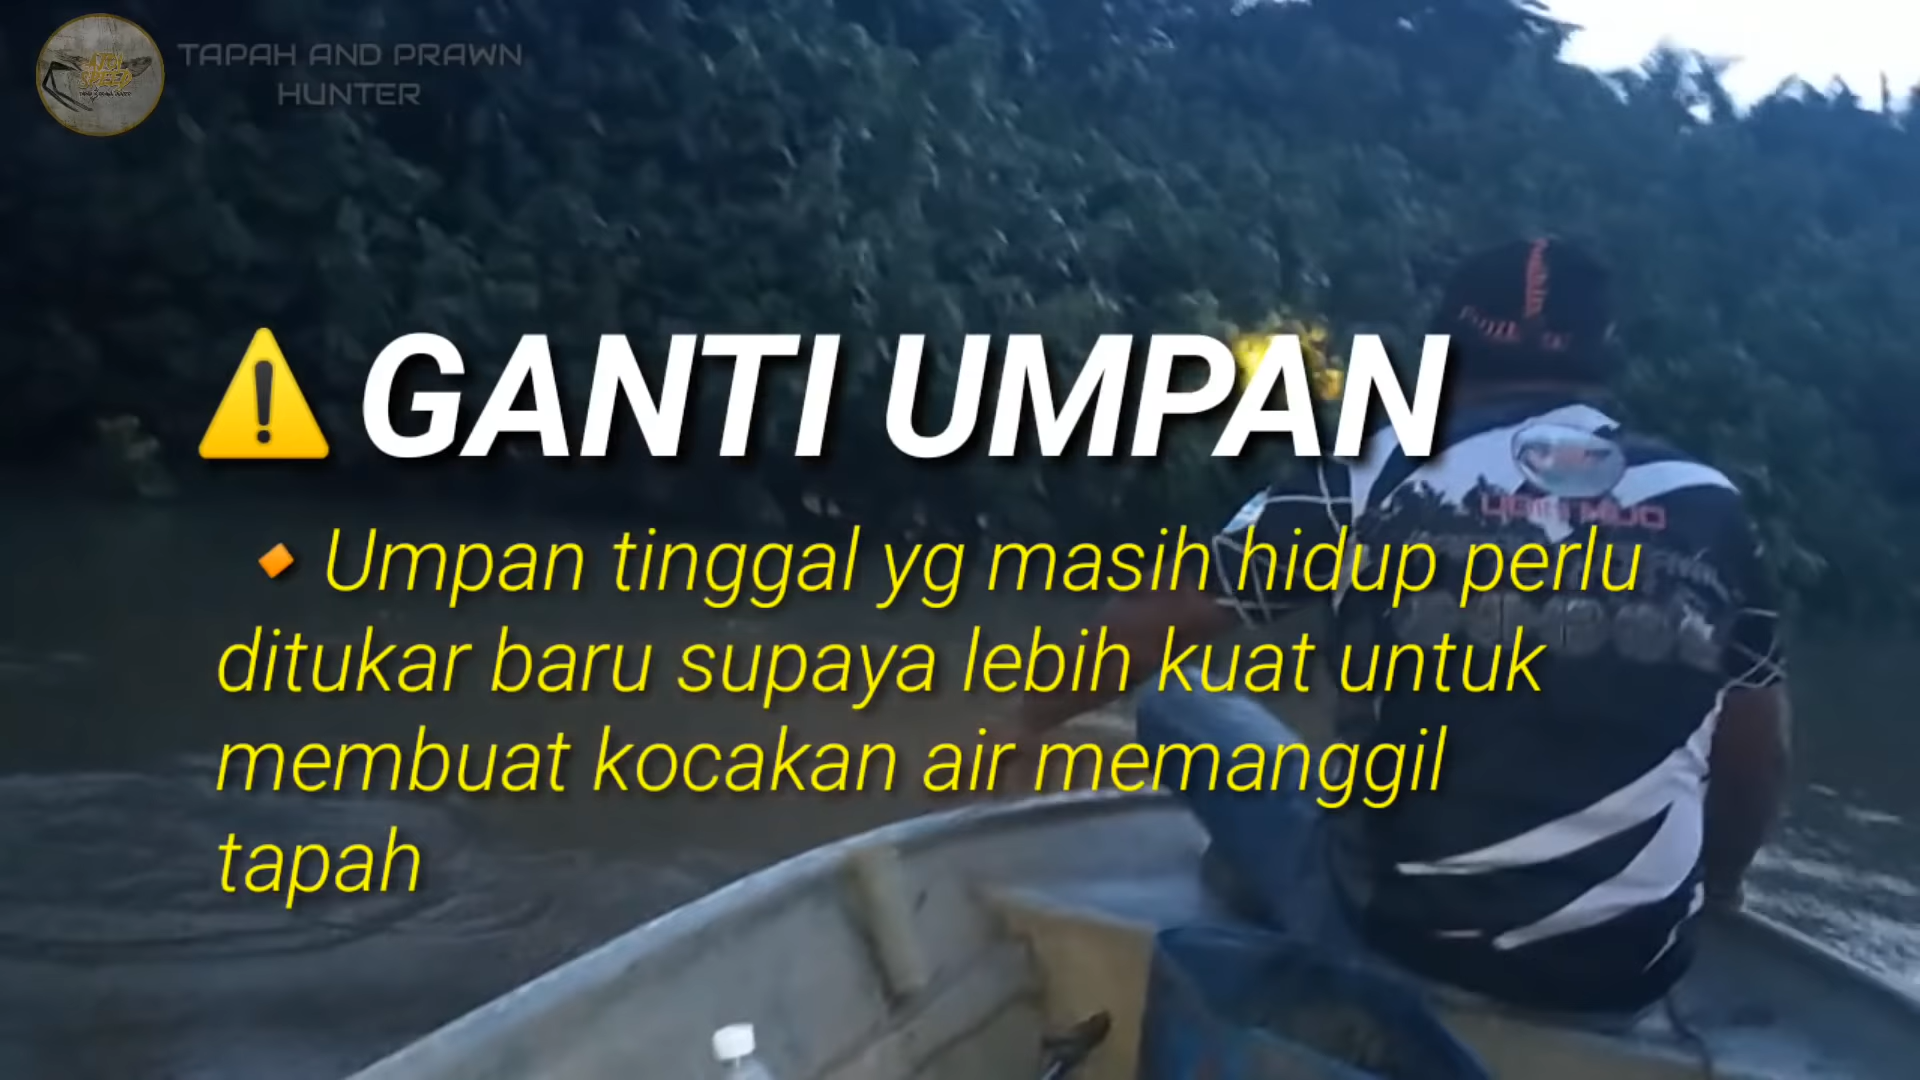 TAPAH AND PRAWN
HUNTER
⚠️GANTI UMPAN
🔸Umpan tinggal yg masih hidup perlu
ditukar baru supaya lebih kuat untuk
membuat kocakan air memanggil
tapah